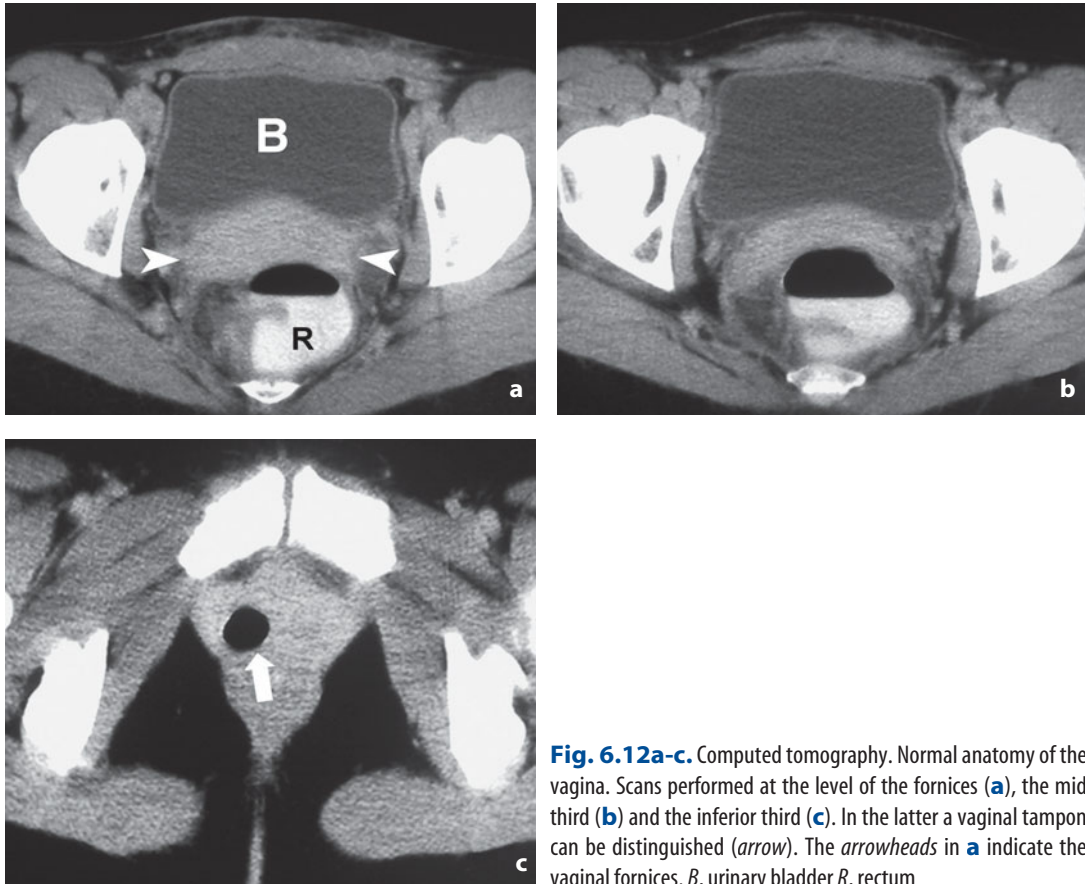 B
R
a
b
c
Fig. 6.12a-c. Computed tomography. Normal anatomy of the
vagina. Scans performed at the level of the fornices (a), the mid
third (b) and the inferior third (c). In the latter a vaginal tampon
can be distinguished (arrow). The arrowheads in a indicate the
vaginal fornices. B, urinary bladder R, rectum